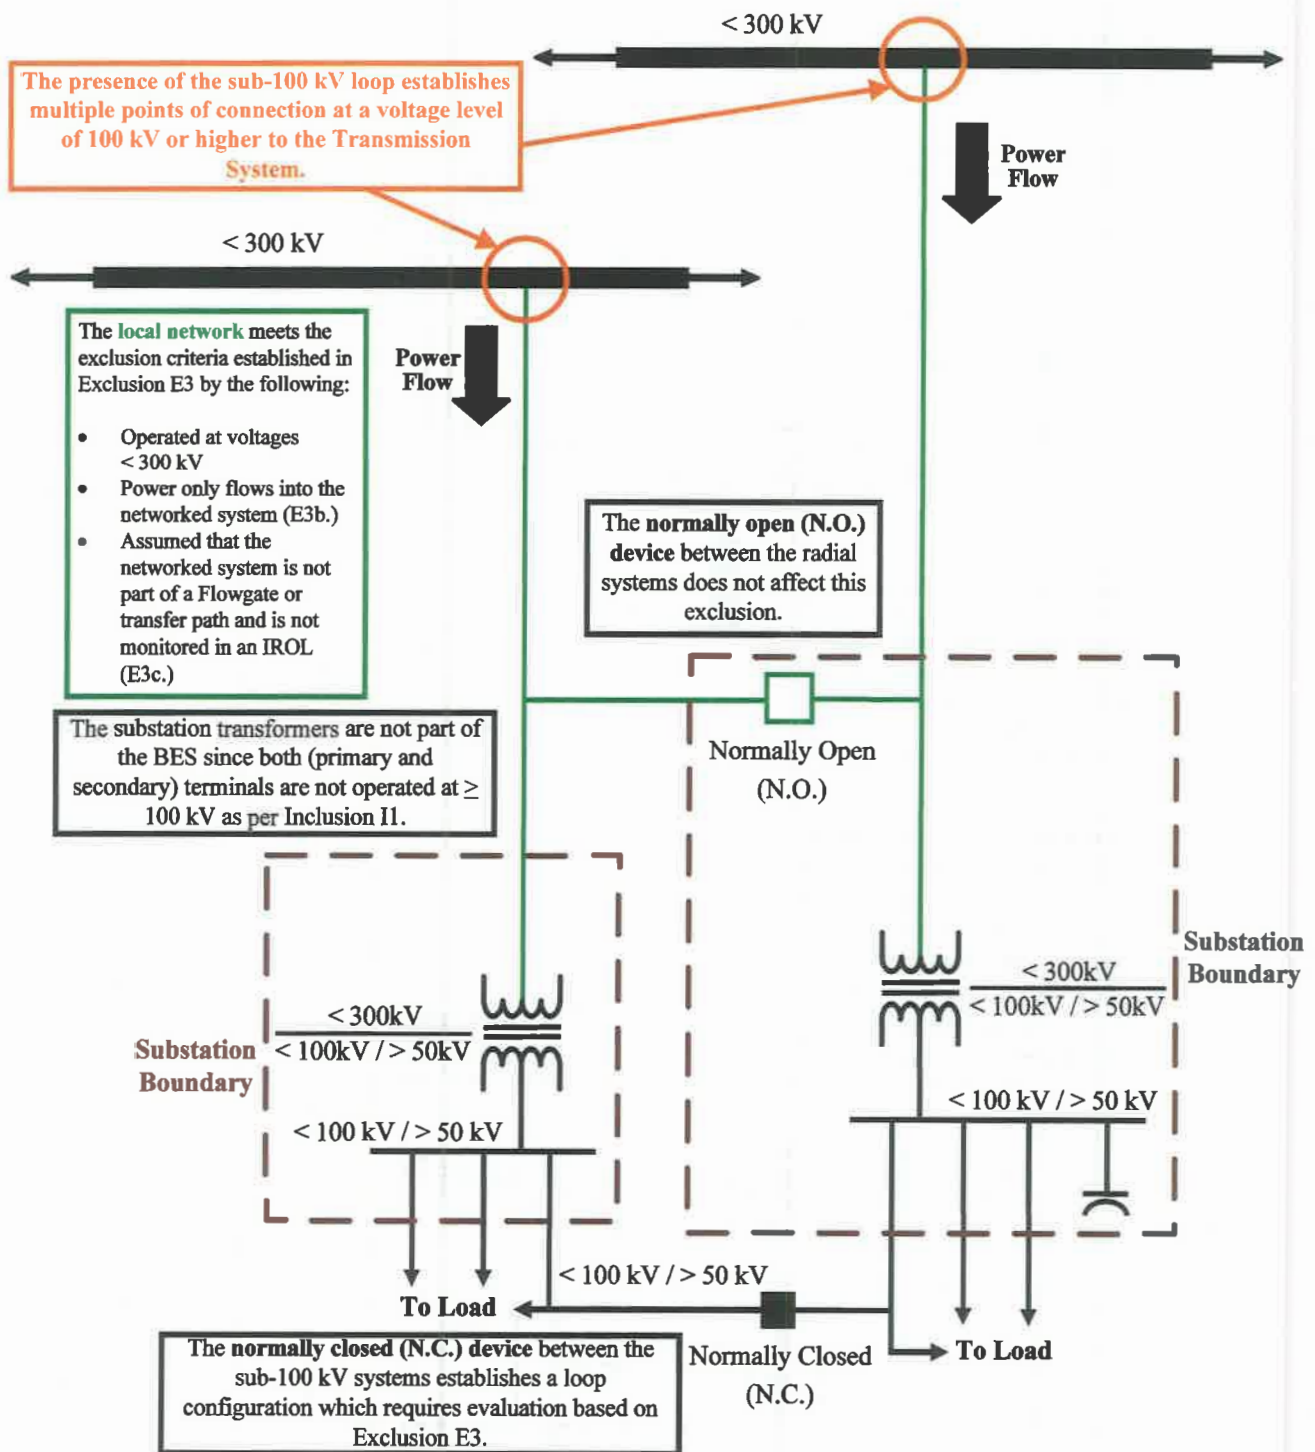 < 300 kV
The presence of the sub-100 kV loop establishes
multiple points of connection at a voltage level
of 100 kV or higher to the Transmission
System.
Power
Flow
< 300 kV
The local network meets the
exclusion criteria established in
Exclusion E3 by the following:
• Operated at voltages
< 300 kV
• Power only flows into the
networked system (E3b.)
• Assumed that the
networked system is not
part of a Flowgate or
transfer path and is not
monitored in an IROL
(E3c.)
Power
Flow
The normally open (N.O.)
device between the radial
systems does not affect this
exclusion.
The substation transformers are not part of
the BES since both (primary and
secondary) terminals are not operated at ≥
100 kV as per Inclusion I1.
Normally Open
(N.O.)
Substation
Boundary
< 300kV
< 100kV / > 50kV
< 300kV
< 100kV / > 50kV
Substation
Boundary
< 100 kV / > 50 kV
< 100 kV / > 50 kV
< 100 kV / > 50 kV
To Load
To Load
Normally Closed
(N.C.)
The normally closed (N.C.) device between the
sub-100 kV systems establishes a loop
configuration which requires evaluation based on
Exclusion E3.